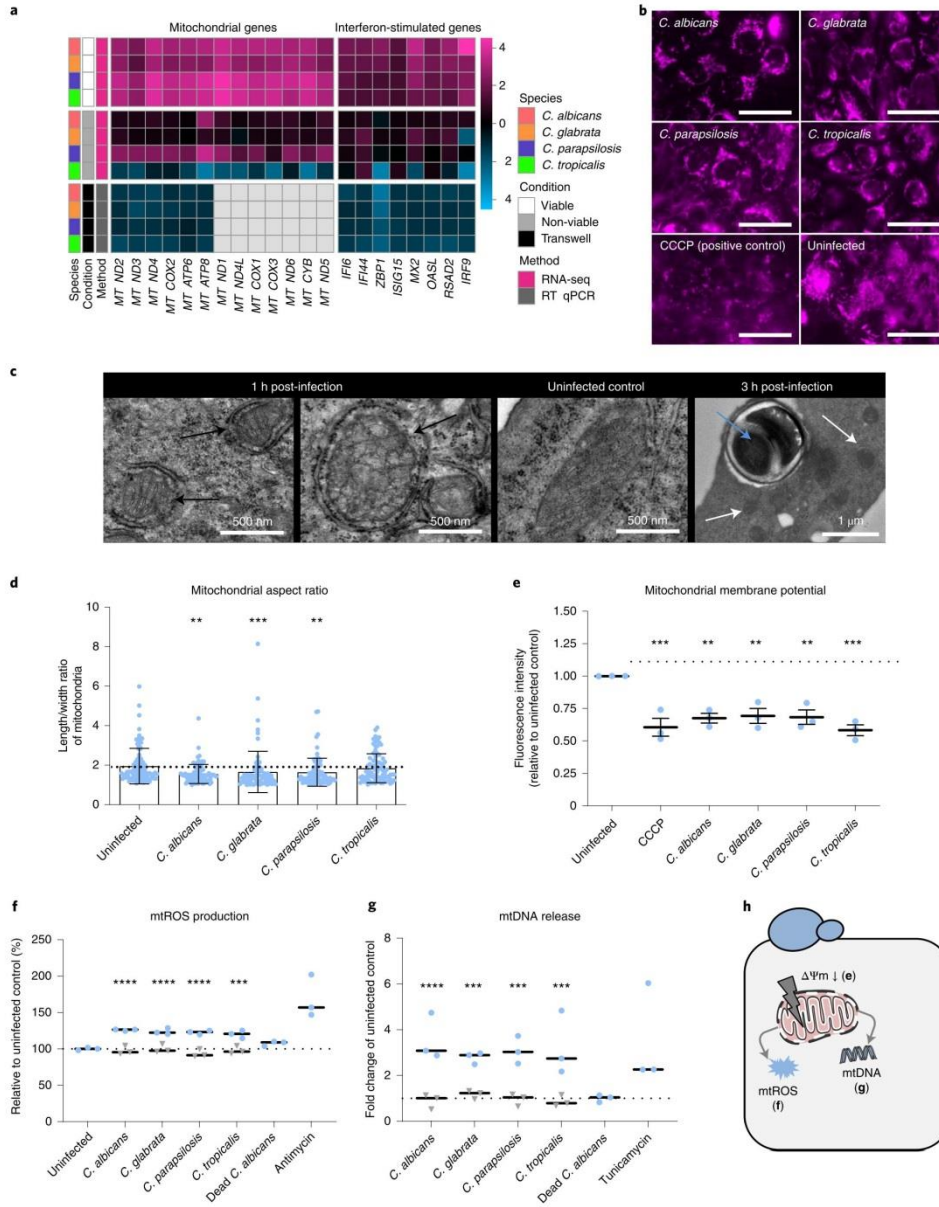 a
Mitochondrial genes
Interferon-stimulated genes
4
2
0
2
4
Species
C. albicans
C. glabrata
C. parapsilosis
C. tropicalis
Condition
Viable
Non-viable
Transwell
Method
RNA-seq
RT qPCR
Species
Condition
Method
MT ND2
MT ND3
MT ND4
MT COX2
MT ATP6
MT ATP8
MT ND1
MT ND4L
MT COX1
MT COX3
MT ND6
MT CYB
MT ND5
IFI6
IFI44
ZBP1
ISIG15
MX2
OASL
RSAD2
IRF9
b
C. albicans
C. glabrata
C. parapsilosis
C. tropicalis
CCCP (positive control)
Uninfected
c
1 h post-infection
Uninfected control
3 h post-infection
500 nm
500 nm
500 nm
1 μm
d
Mitochondrial aspect ratio
Length/width ratio
of mitochondria
10
8
6
4
2
0
**
***
**
Uninfected
C. albicans
C. glabrata
C. parapsilosis
C. tropicalis
e
Mitochondrial membrane potential
Fluorescence intensity
(relative to uninfected control)
1.50
1.25
1.00
0.75
0.50
0.25
0
***
**
**
**
***
Uninfected
CCCP
C. albicans
C. glabrata
C. parapsilosis
C. tropicalis
f
mtROS production
Relative to uninfected control (%)
250
200
150
100
50
0
****
****
****
***
Uninfected
C. albicans
C. glabrata
C. parapsilosis
C. tropicalis
Dead C. albicans
Antimycin
g
mtDNA release
Fold change of uninfected control
8
6
4
2
0
****
***
***
***
C. albicans
C. glabrata
C. parapsilosis
C. tropicalis
Dead C. albicans
Tunicamycin
h
ΔΨm ↓ (e)
mtROS
(f)
mtDNA
(g)